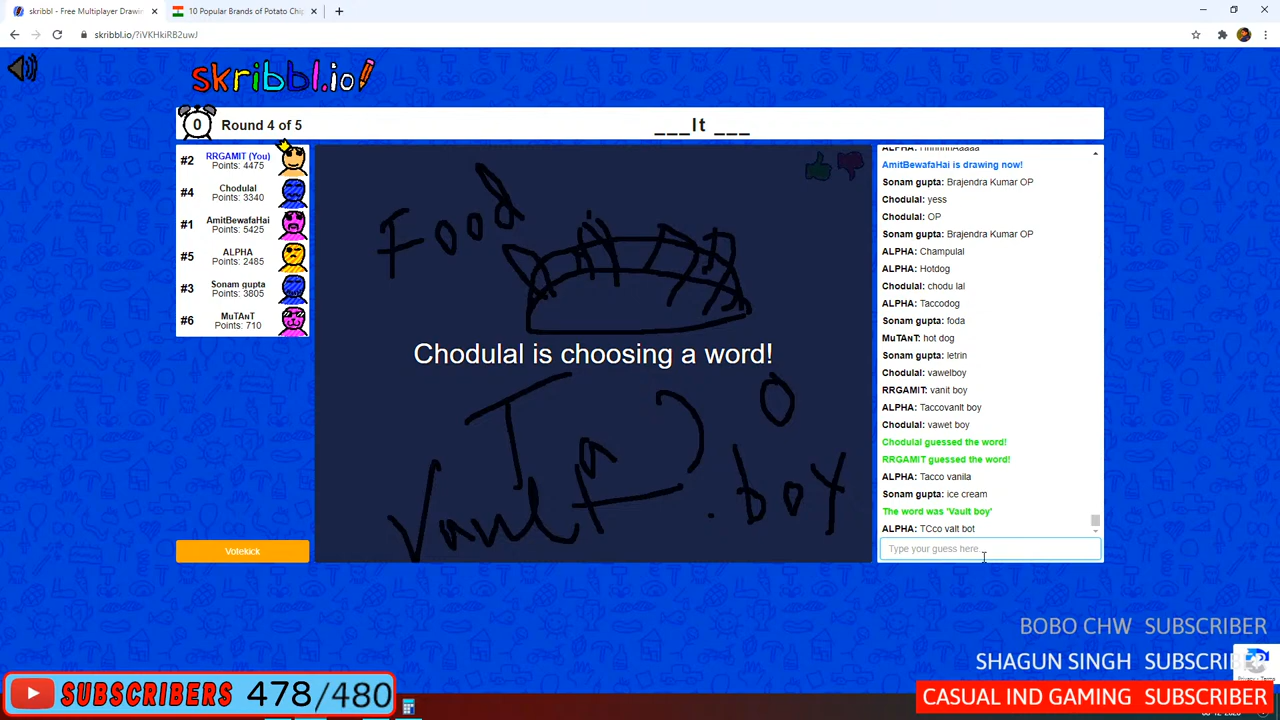 skribbl - Free Multiplayer Drawin
10 Popular Brands of Potato Chip
skribbl.io/?iVKHkiRB2uwJ
skribbl.io
0
Round 4 of 5
___lt ___
#2
RRGAMIT (You)
Points: 4475
#4
Chodulal
Points: 3340
#1
AmitBewafaHai
Points: 5425
#5
ALPHA
Points: 2485
#3
Sonam gupta
Points: 3805
#6
MuTAnT
Points: 710
Votekick
Food
Chodulal is choosing a word!
Ta
O
Vault
boy
AmitBewafaHai is drawing now!
Sonam gupta: Brajendra Kumar OP
Chodulal: yess
Chodulal: OP
Sonam gupta: Brajendra Kumar OP
ALPHA: Champulal
ALPHA: Hotdog
Chodulal: chodu lal
ALPHA: Taccodog
Sonam gupta: foda
MuTAnT: hot dog
Sonam gupta: letrin
Chodulal: vawelboy
RRGAMIT: vanit boy
ALPHA: Taccovanlt boy
Chodulal: vawet boy
Chodulal guessed the word!
RRGAMIT guessed the word!
ALPHA: Tacco vanila
Sonam gupta: ice cream
The word was 'Vault boy'
ALPHA: TCco valt bot
Type your guess here...
BOBO CHW SUBSCRIBER
SHAGUN SINGH SUBSCRIB
Privacy - Terms
CASUAL IND GAMING SUBSCRIBER
SUBSCRIBERS 478/480